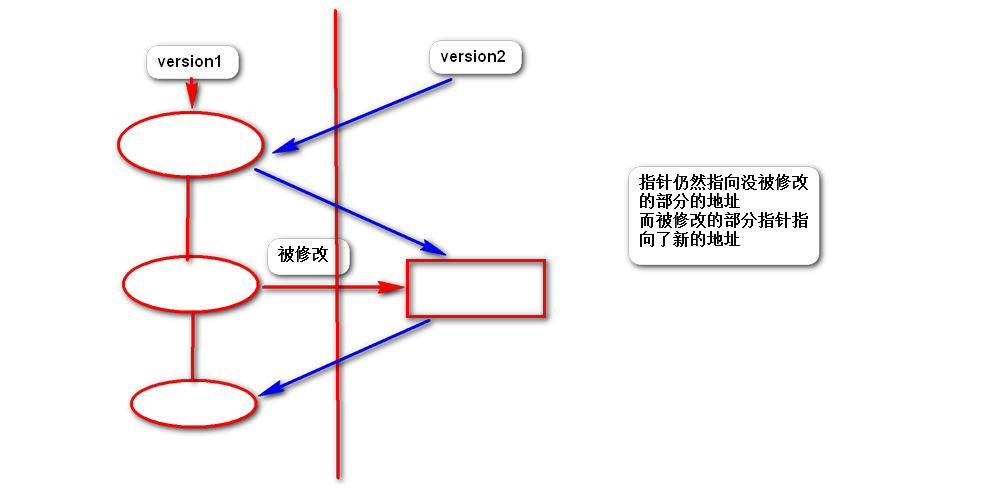 version1
version2
被修改
指针仍然指向没被修改
的部分的地址
而被修改的部分指针指
向了新的地址